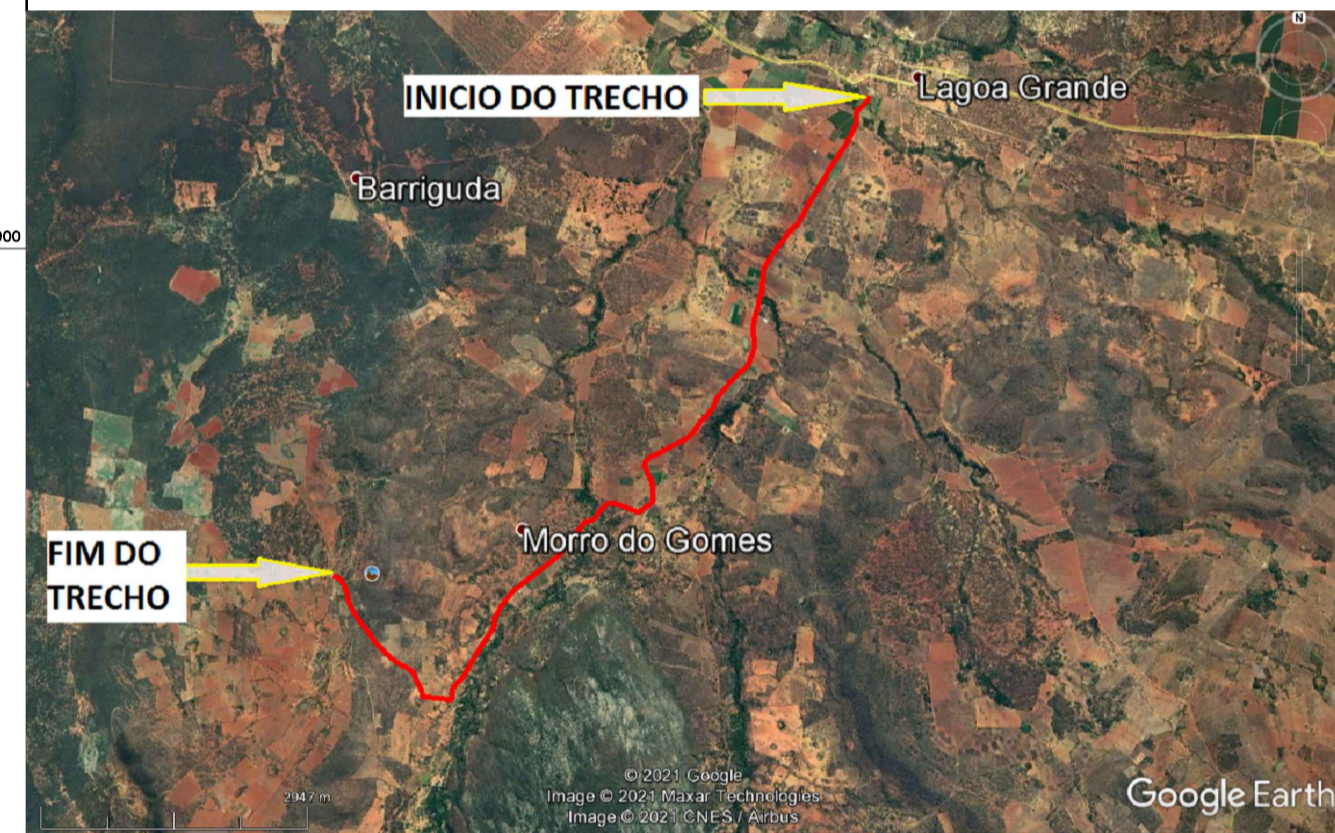 N
INICIO DO TRECHO
Lagoa Grande
Barriguda
000
FIM DO
TRECHO
Morro do Gomes
2947 m
© 2021 Google
Image © 2021 Maxar Technologies
Image © 2021 CNES / Airbus
Google Earth